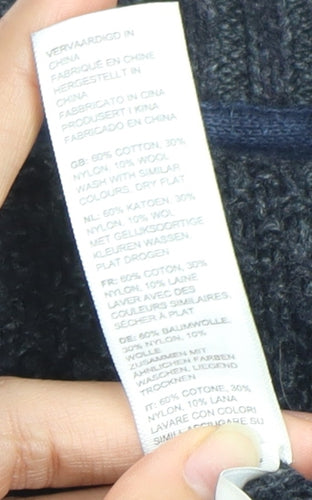 VERVAARDIGD IN
CHINA
FABRIQUE EN CHINE
HERGESTELLT IN
CHINA
FABBRICATO IN CINA
PRODUSERT I KINA
FABRICADO EN CHINA
GB: 60% COTTON, 30%
NYLON, 10% WOOL
WASH WITH SIMILAR
COLOURS, DRY FLAT
NL: 60% KATOEN, 30%
NYLON, 10% WOL
MET GELIJKSOORTIGE
KLEUREN WASSEN,
PLAT DROGEN
FR: 60% COTON, 30%
NYLON, 10% LAINE
LAVER AVEC DES
COULEURS SIMILAIRES,
SÉCHER À PLAT
DE: 60% BAUMWOLLE,
30% NYLON, 10%
WOLLE
ZUSAMMEN MIT
ÄHNLICHEN FARBEN
WASCHEN, LIEGEND
TROCKNEN
IT: 60% COTONE, 30%
NYLON, 10% LANA
LAVARE CON COLORI
SIMILI ASCIUGARE SU